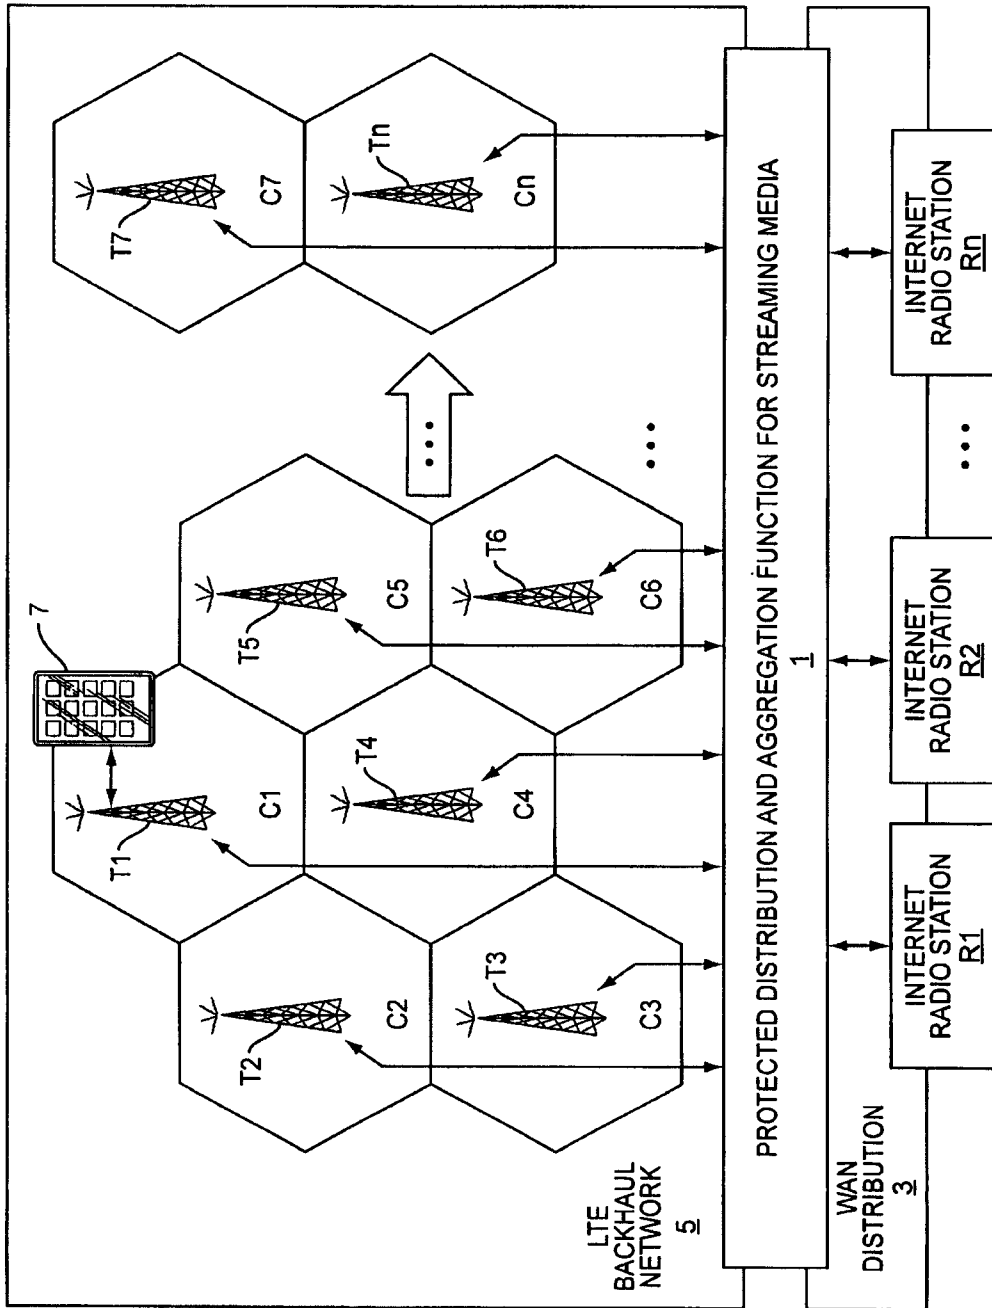 7
T1
C1
T2
C2
T3
C3
T4
C4
T5
C5
T6
C6
T7
C7
Tn
Cn
...
...
LTE
BACKHAUL
NETWORK
5
PROTECTED DISTRIBUTION AND AGGREGATION FUNCTION FOR STREAMING MEDIA
1
WAN
DISTRIBUTION
3
INTERNET
RADIO STATION
R1
INTERNET
RADIO STATION
R2
...
INTERNET
RADIO STATION
Rn